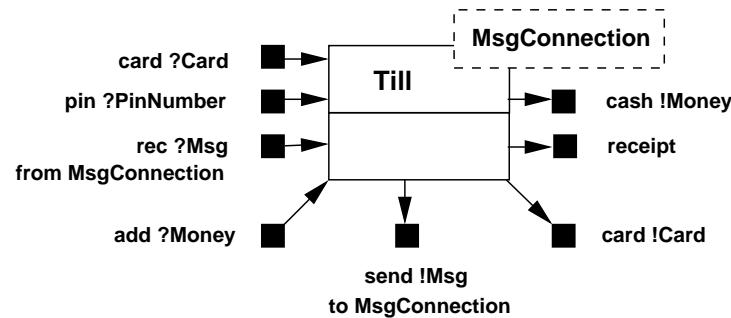 MsgConnection
card ?Card
Till
pin ?PinNumber
cash !Money
rec ?Msg
from MsgConnection
receipt
add ?Money
card !Card
send !Msg
to MsgConnection